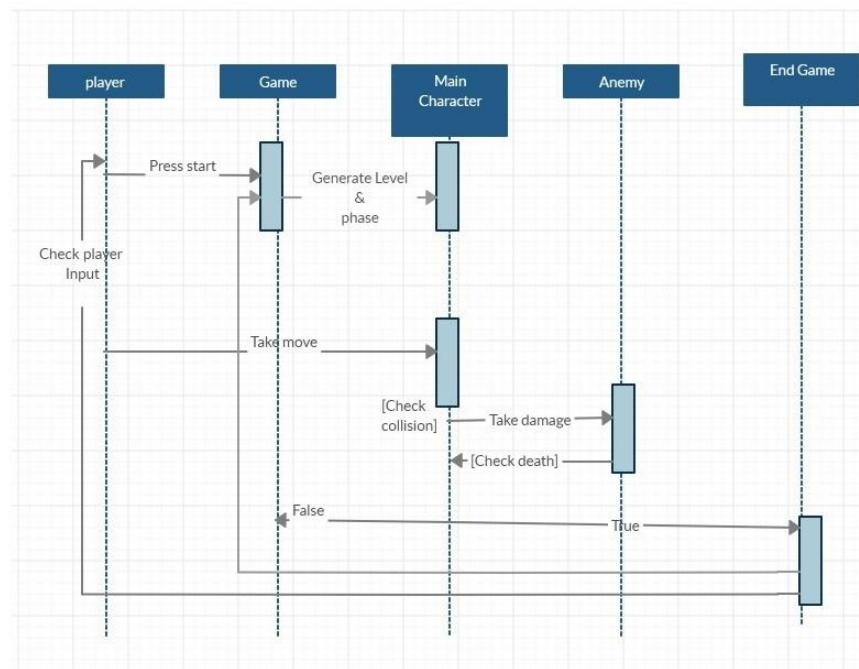 player
Game
Main
Character
Anemy
End Game
Press start
Generate Level
&
phase
Check player
Input
Take move
[Check
collision]
Take damage
[Check death]
False
True